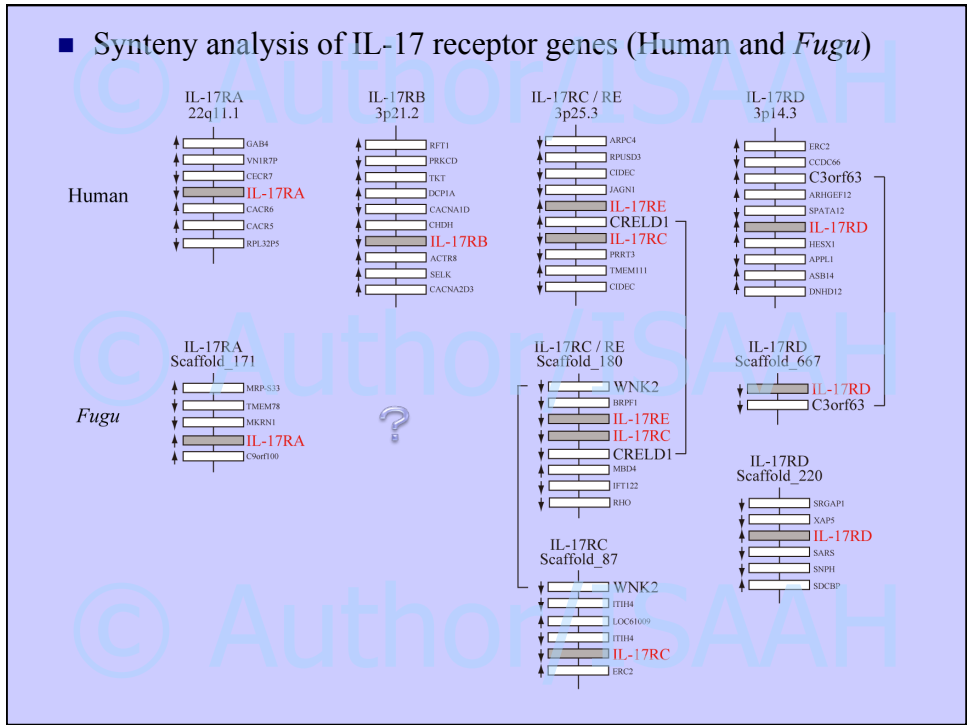 Synteny analysis of IL-17 receptor genes (Human and Fugu)
© Author/ISAAH
Human
IL-17RA
22q11.1
GAB4
VN1R7P
CECR7
IL-17RA
CACR6
CACR5
RPL32P5
IL-17RB
3p21.2
RFT1
PRKCD
TKT
DCP1A
CACNA1D
CHDH
IL-17RB
ACTR8
SELK
CACNA2D3
IL-17RC / RE
3p25.3
ARPC4
RPUSD3
CIDEC
JAGN1
IL-17RE
CRELD1
IL-17RC
PRRT3
TMEM111
CIDEC
IL-17RD
3p14.3
ERC2
CCDC66
C3orf63
ARHGEF12
SPATA12
IL-17RD
HESX1
APPL1
ASB14
DNHD12
© Author/ISAAH
Fugu
IL-17RA
Scaffold_171
MRP-S33
TMEM78
MKRN1
IL-17RA
C9orf100
?
IL-17RC / RE
Scaffold_180
WNK2
BRPF1
IL-17RE
IL-17RC
CRELD1
MBD4
IFT122
RHO
IL-17RD
Scaffold_667
IL-17RD
C3orf63
IL-17RD
Scaffold_220
SRGAP1
XAP5
IL-17RD
SARS
SNPH
SDCBP
IL-17RC
Scaffold_87
WNK2
ITIH4
LOC61009
ITIH4
IL-17RC
ERC2
© Author/ISAAH